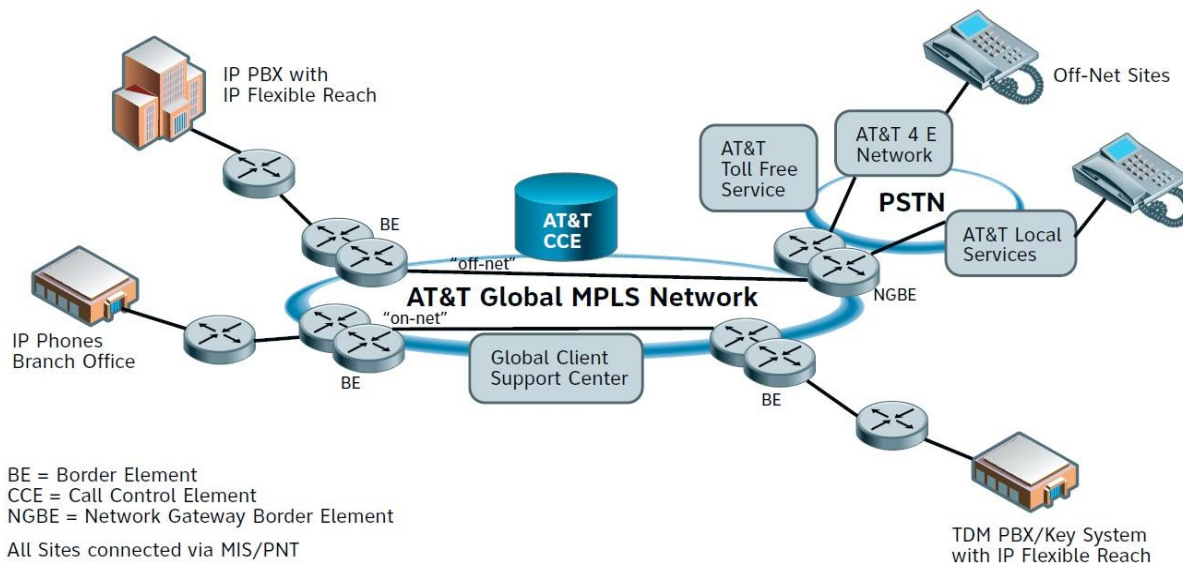 IP PBX with
IP Flexible Reach
Off-Net Sites
AT&T
Toll Free
Service
AT&T 4 E
Network
PSTN
AT&T Local
Services
BE
AT&T
CCE
"off-net"
AT&T Global MPLS Network
NGBE
"on-net"
IP Phones
Branch Office
BE
Global Client
Support Center
BE
BE = Border Element
CCE = Call Control Element
NGBE = Network Gateway Border Element
All Sites connected via MIS/PNT
TDM PBX/Key System
with IP Flexible Reach